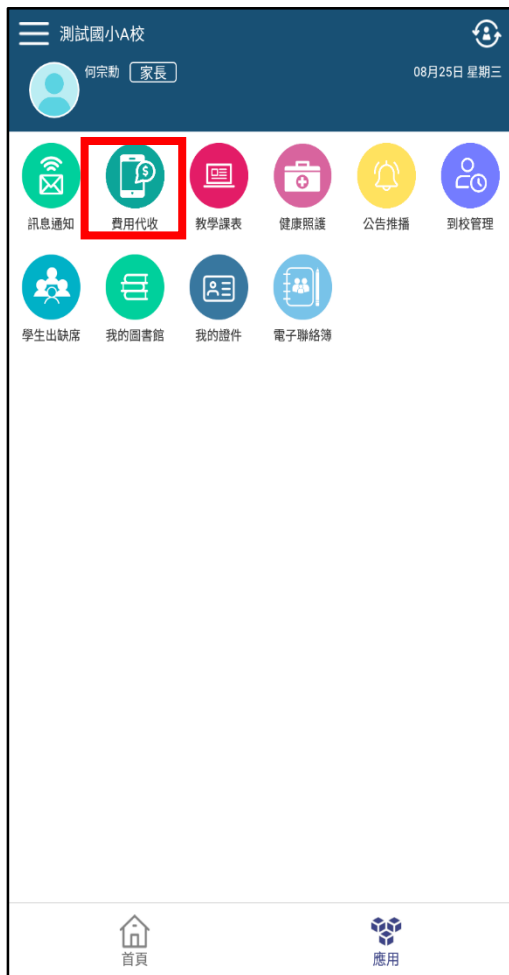 測試國小A校
何宗勳 家長 08月25日 星期三
訊息通知 費用代收 教學課表 健康照護 公告推播 到校管理
學生出缺席 我的圖書館 我的證件 電子聯絡簿
首頁 應用